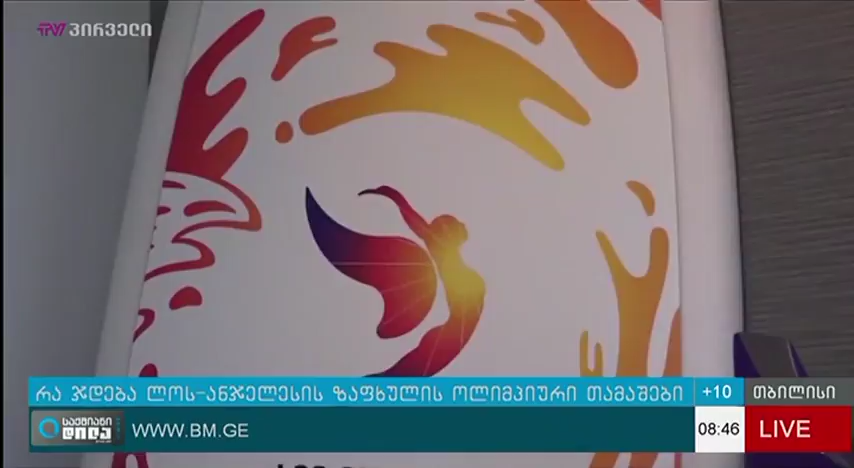 TV პირველი
რა ჯდება ლოს-ანჯელესის ზაფხულის ოლიმპიური თამაშები
+10
თბილისი
საქმიანი
დილა
WWW.BM.GE
08:46
LIVE